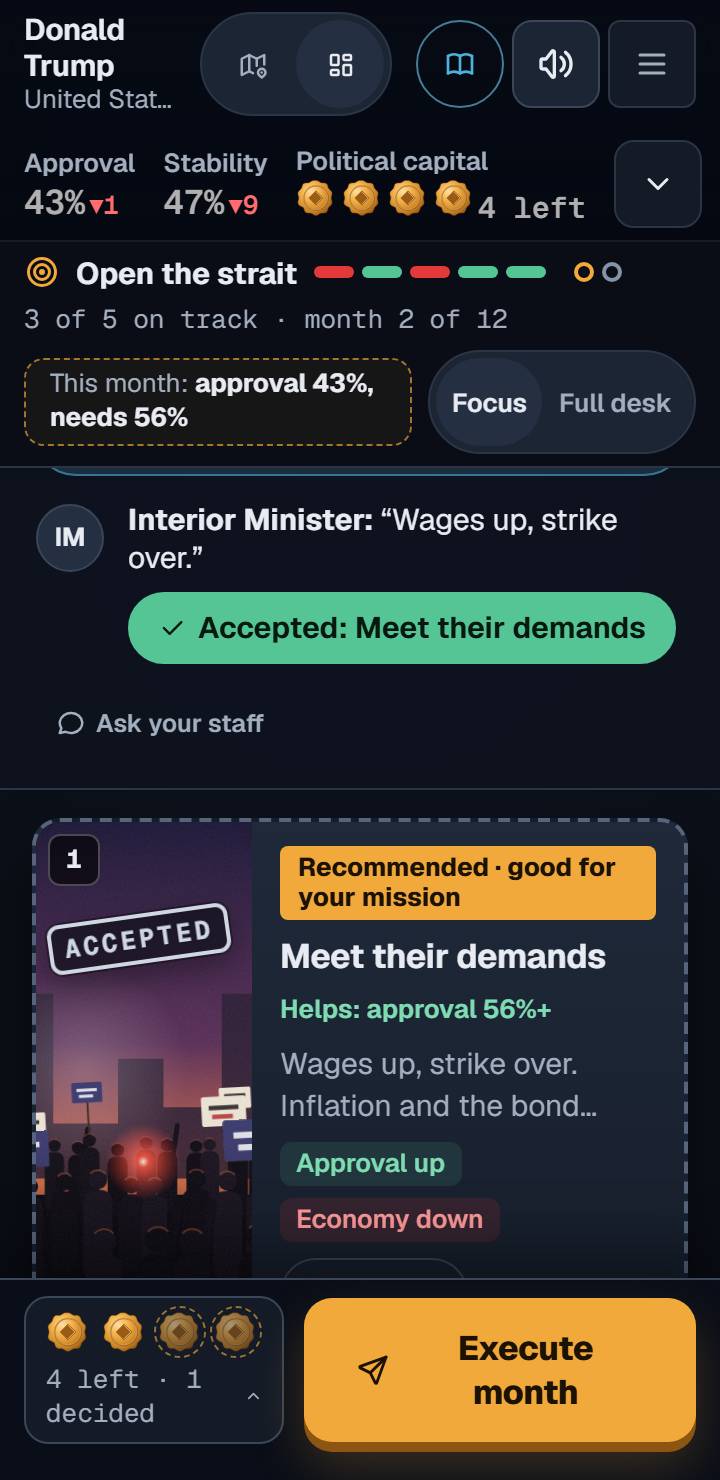 Donald
Trump
United Stat...
Approval
43%▾1
Stability
47%▾9
Political capital
4 left
Open the strait
3 of 5 on track · month 2 of 12
This month: approval 43%,
needs 56%
Focus
Full desk
IM
Interior Minister: “Wages up, strike
over.”
Accepted: Meet their demands
Ask your staff
1
ACCEPTED
Recommended · good for
your mission
Meet their demands
Helps: approval 56%+
Wages up, strike over.
Inflation and the bond...
Approval up
Economy down
4 left · 1
decided
Execute
month